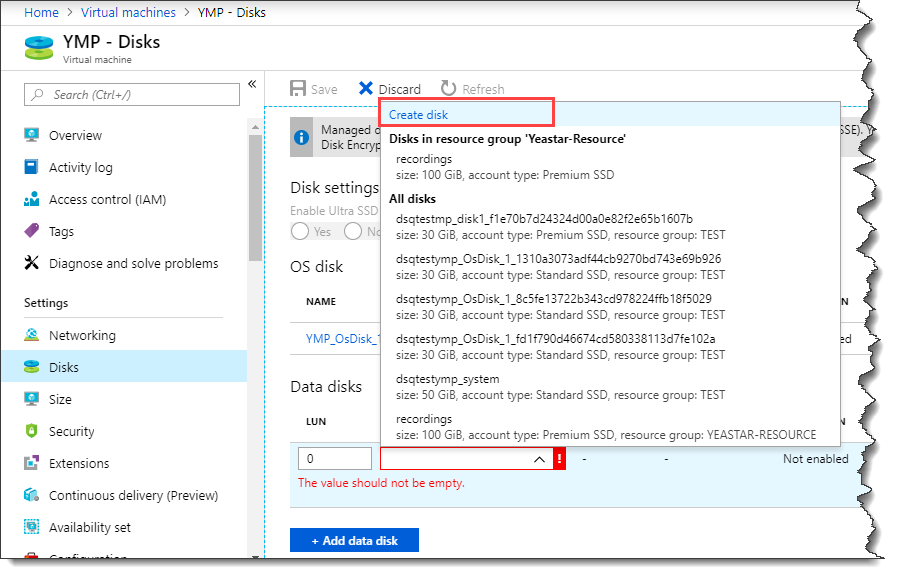 Home > Virtual machines > YMP - Disks
YMP - Disks
Virtual machine
Search (Ctrl+/)
«
Overview
Activity log
Access control (IAM)
Tags
Diagnose and solve problems
Settings
Networking
Disks
Size
Security
Extensions
Continuous delivery (Preview)
Availability set
Configuration
Save Discard Refresh
Managed d
SSE). Y
Disk Encryp
Disk settings
Enable Ultra SSD
Yes No
OS disk
NAME
N
YMP_OsDisk_1
ed
Data disks
LUN
N
Create disk
Disks in resource group 'Yeastar-Resource'
recordings
size: 100 GiB, account type: Premium SSD
All disks
dsqtestmp_disk1_f1e70b7d24324d00a0e82f2e65b1607b
size: 30 GiB, account type: Premium SSD, resource group: TEST
dsqtestymp_OsDisk_1_1310a3073adf44cb9270bd743e69b926
size: 30 GiB, account type: Standard SSD, resource group: TEST
dsqtestymp_OsDisk_1_8c5fe13722b343cd978224ffb18f5029
size: 30 GiB, account type: Standard SSD, resource group: TEST
dsqtestymp_OsDisk_1_fd1f790d46674cd580338113d7fe102a
size: 30 GiB, account type: Standard SSD, resource group: TEST
dsqtestymp_system
size: 50 GiB, account type: Standard SSD, resource group: TEST
recordings
size: 100 GiB, account type: Premium SSD, resource group: YEASTAR-RESOURCE
0 ! - - Not enabled
The value should not be empty.
+ Add data disk